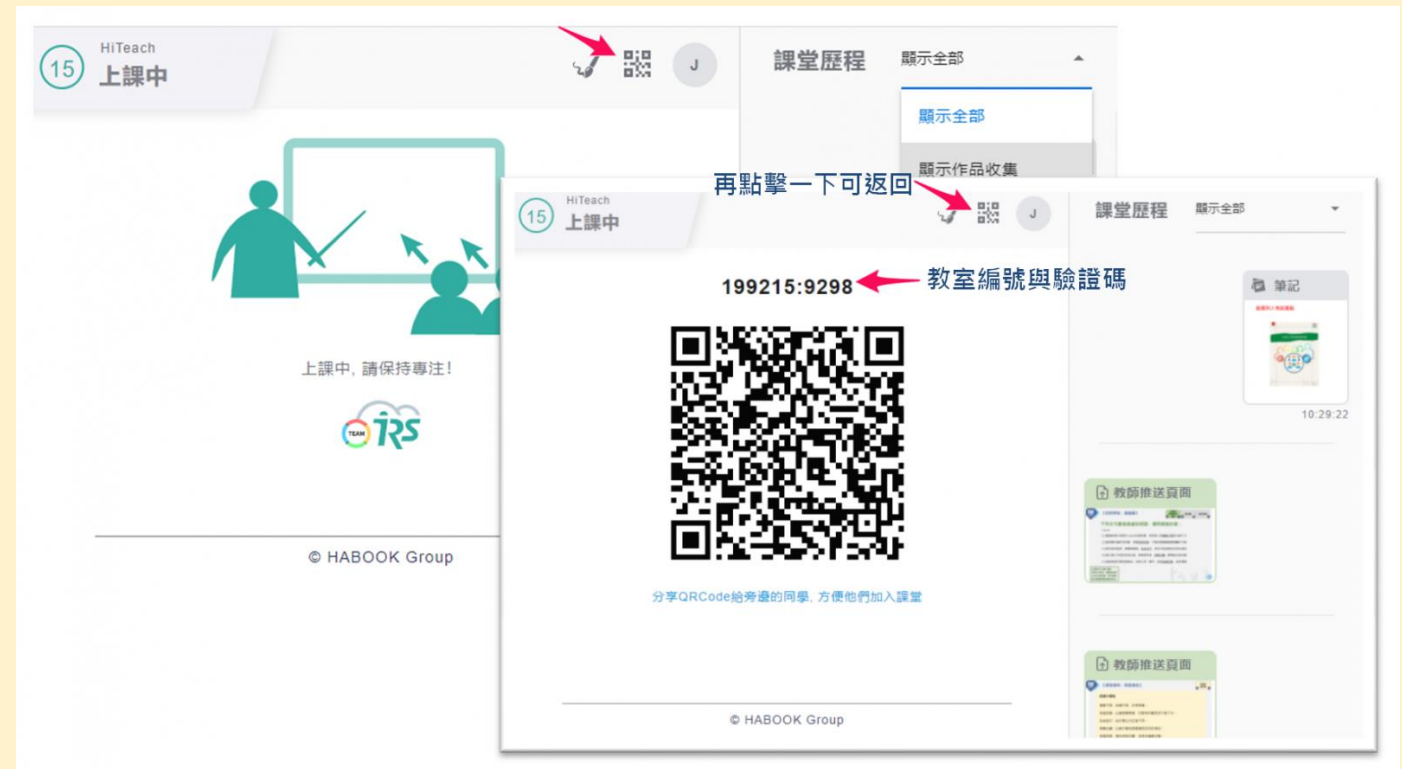 HiTeach
15
上課中
J
課堂歷程
顯示全部
顯示全部
顯示作品收集
上課中, 請保持專注!
TEAM
IRS
© HABOOK Group
再點擊一下可返回
HiTeach
15
上課中
J
課堂歷程
顯示全部
199215:9298
教室編號與驗證碼
分享QRCode給旁邊的同學, 方便他們加入課堂
© HABOOK Group
筆記
10:29:22
教師推送頁面
教師推送頁面